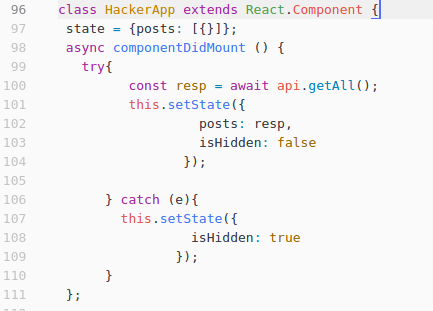 96 class HackerApp extends React.Component {
97 state = {posts: [{}]};
98 async componentDidMount () {
99 try{
100 const resp = await api.getAll();
101 this.setState({
102 posts: resp,
103 isHidden: false
104 });
105
106 } catch (e){
107 this.setState({
108 isHidden: true
109 });
110 }
111 };